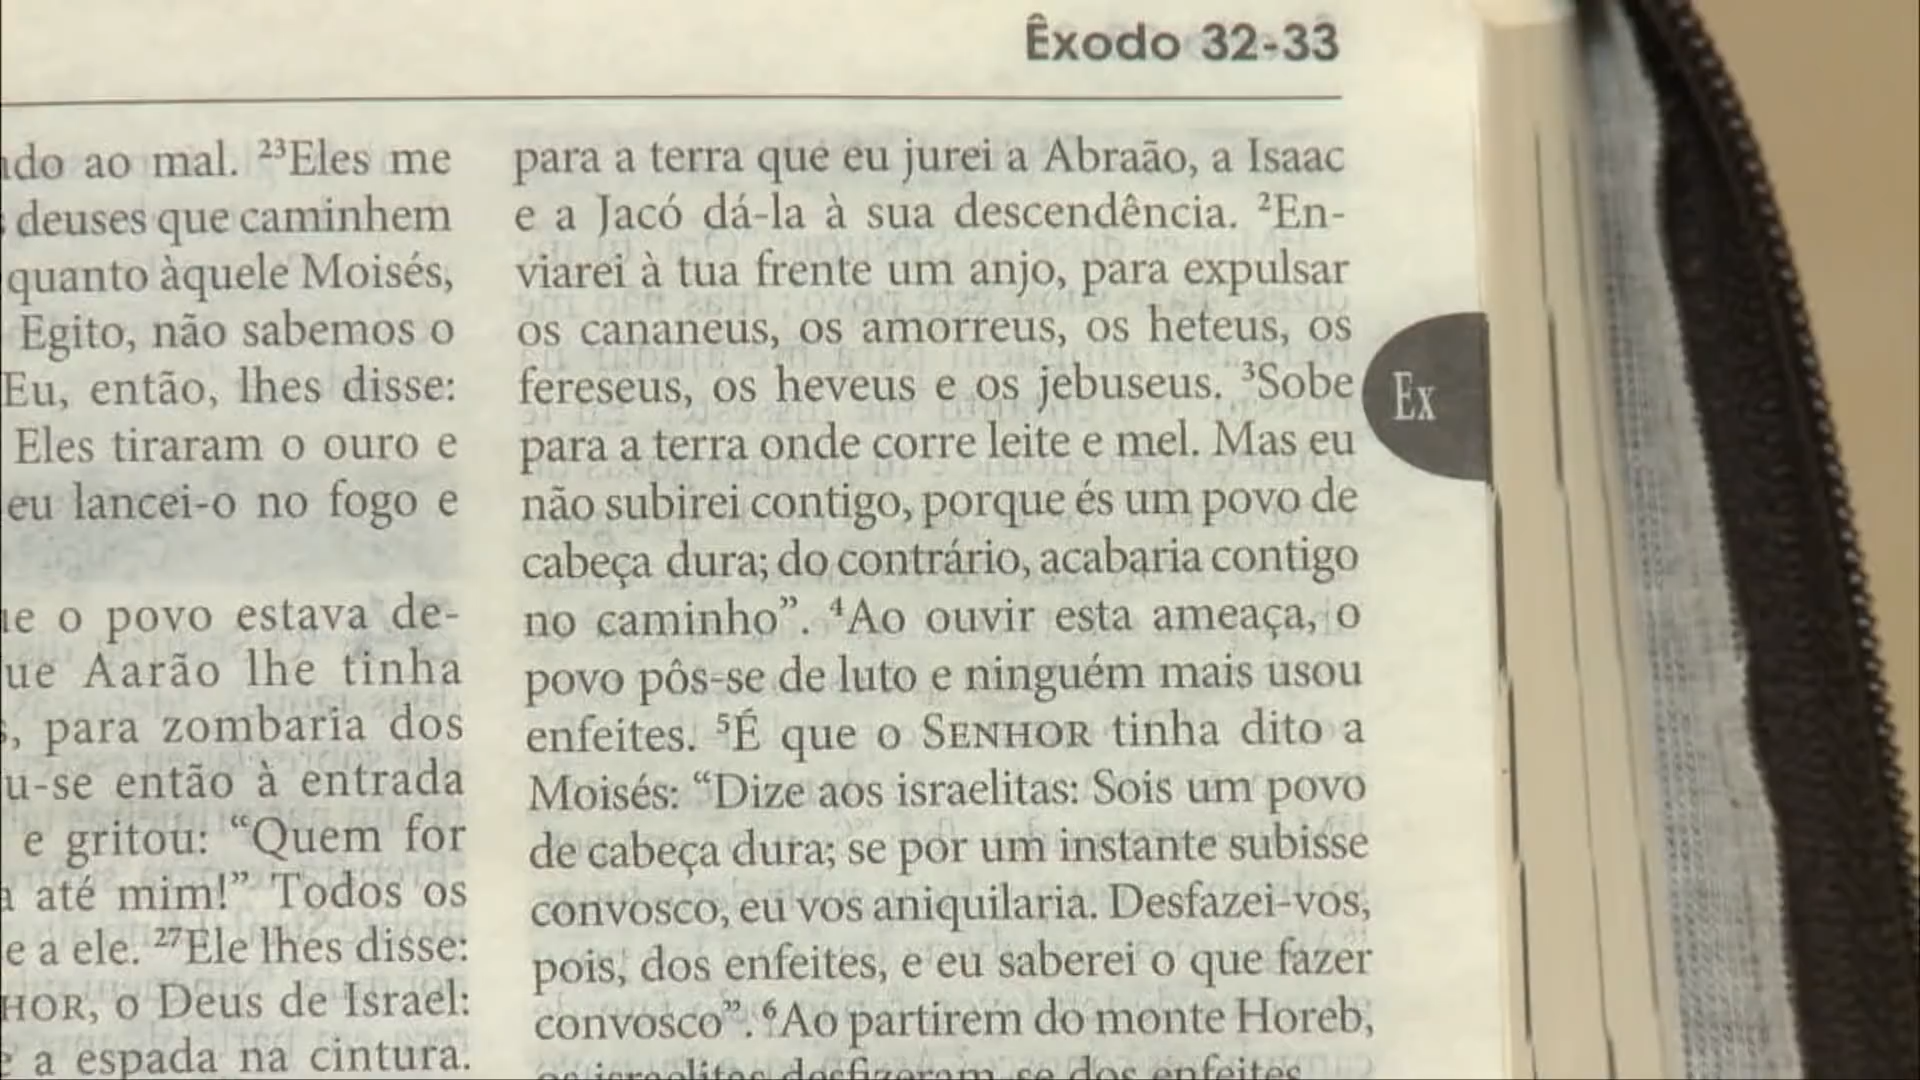 Êxodo 32-33
ao mal. ²³Eles me
deuses que caminhem
quanto àquele Moisés,
Egito, não sabemos o
Eu, então, lhes disse:
Eles tiraram o ouro e
eu lancei-o no fogo e
o povo estava de-
Aarão lhe tinha
para zombaria dos
u-se então à entrada
e gritou: “Quem for
até mim!” Todos os
e a ele. ²⁷Ele lhes disse:
HOR, o Deus de Israel:
a espada na cintura.
para a terra que eu jurei a Abraão, a Isaac
e a Jacó dá-la à sua descendência. ²En-
viarei à tua frente um anjo, para expulsar
os cananeus, os amorreus, os heteus, os
fereseus, os heveus e os jebuseus. ³Sobe
para a terra onde corre leite e mel. Mas eu
não subirei contigo, porque és um povo de
cabeça dura; do contrário, acabaria contigo
no caminho”. ⁴Ao ouvir esta ameaça, o
povo pôs-se de luto e ninguém mais usou
enfeites. ⁵É que o SENHOR tinha dito a
Moisés: “Dize aos israelitas: Sois um povo
de cabeça dura; se por um instante subisse
convosco, eu vos aniquilaria. Desfazei-vos,
pois, dos enfeites, e eu saberei o que fazer
convosco”. ⁶Ao partirem do monte Horeb,
os israelitas desfizeram-se dos enfeites
Ex